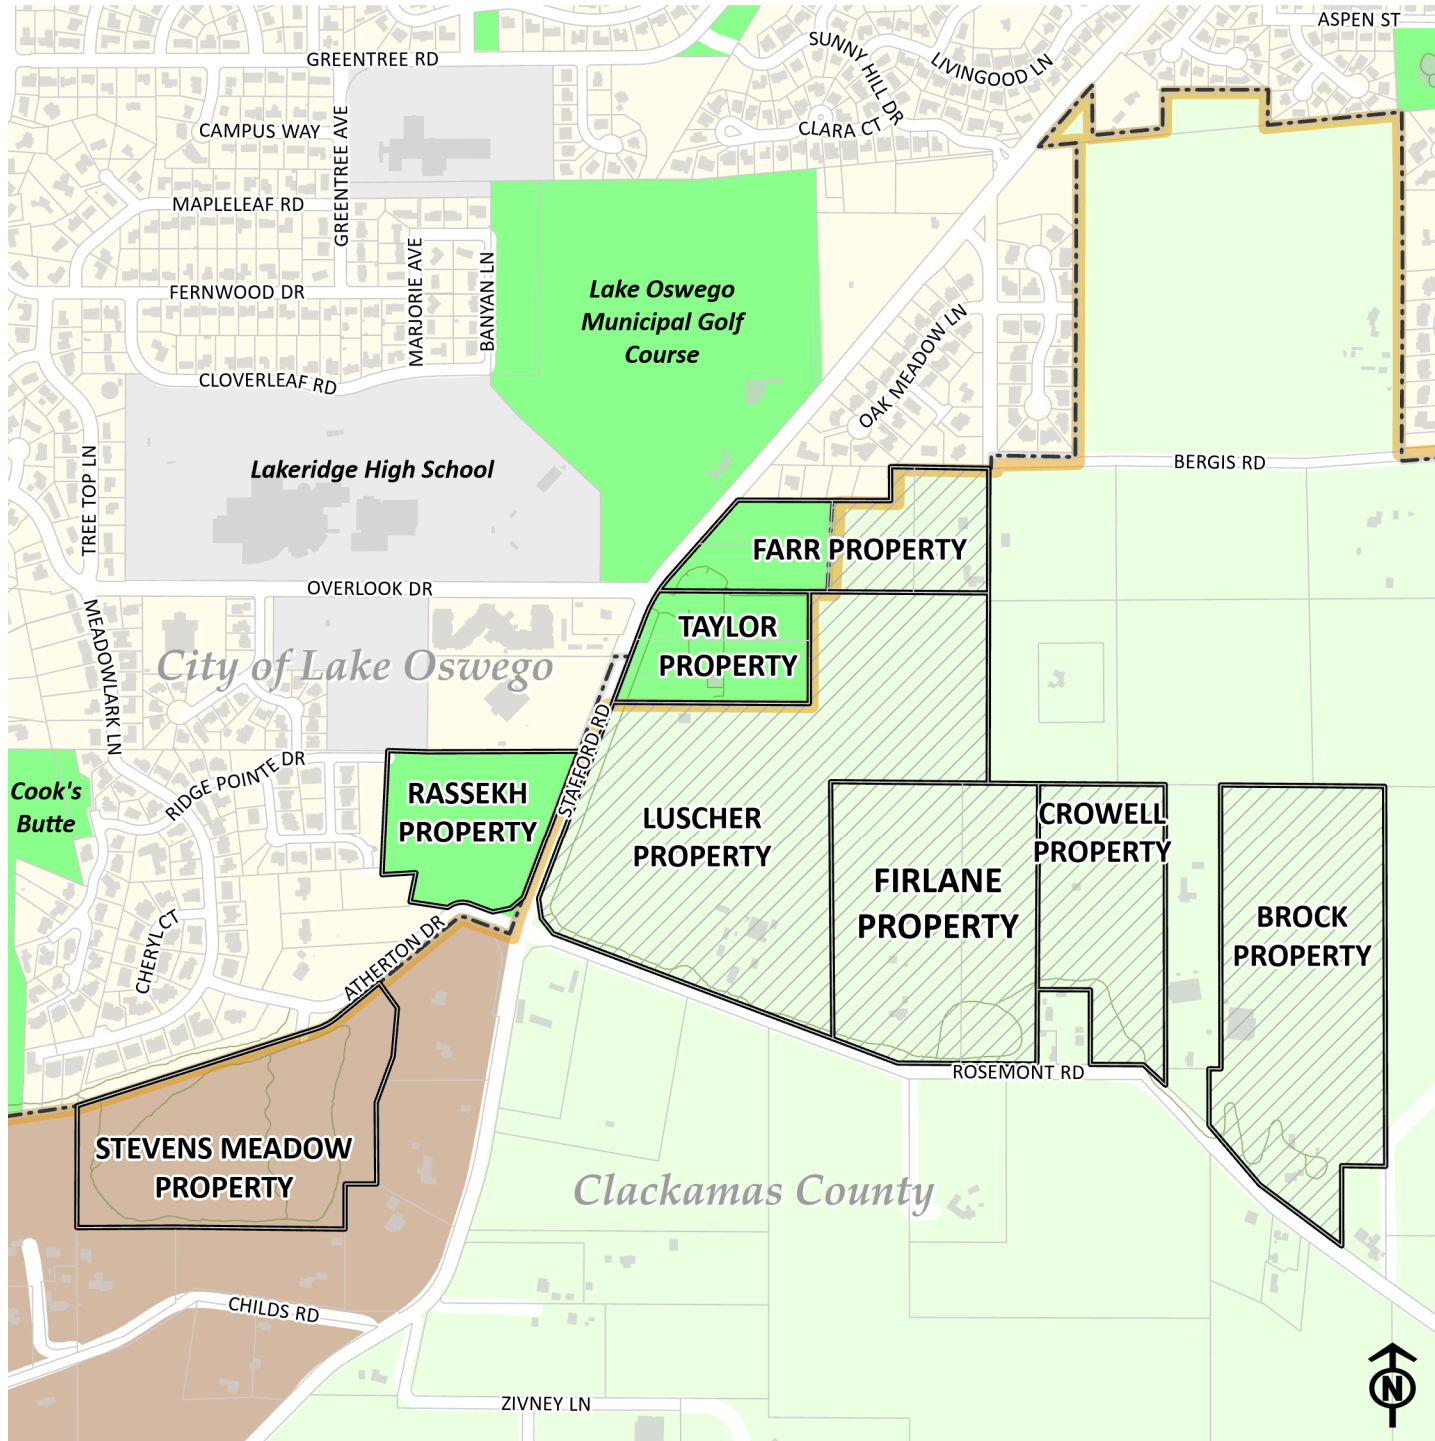 ASPEN ST
GREENTREE RD
SUNNY HILL DR
LIVINGOOD LN
CAMPUS WAY
GREENTREE AVE
CLARA CT
MAPLELEAF RD
MARJORIE AVE
BANYAN LN
FERNWOOD DR
Lake Oswego
Municipal Golf
Course
OAK MEADOW LN
CLOVERLEAF RD
TREE TOP LN
Lakeridge High School
BERGIS RD
FARR PROPERTY
OVERLOOK DR
MEADOWLARK LN
City of Lake Oswego
TAYLOR
PROPERTY
STAFFORD RD
RIDGE POINTE DR
Cook's
Butte
RASSEKH
PROPERTY
LUSCHER
PROPERTY
CROWELL
PROPERTY
FIRLANE
PROPERTY
BROCK
PROPERTY
CHERYL CT
ATHERTON DR
ROSEMONT RD
STEVENS MEADOW
PROPERTY
Clackamas County
CHILDS RD
ZIVNEY LN
N